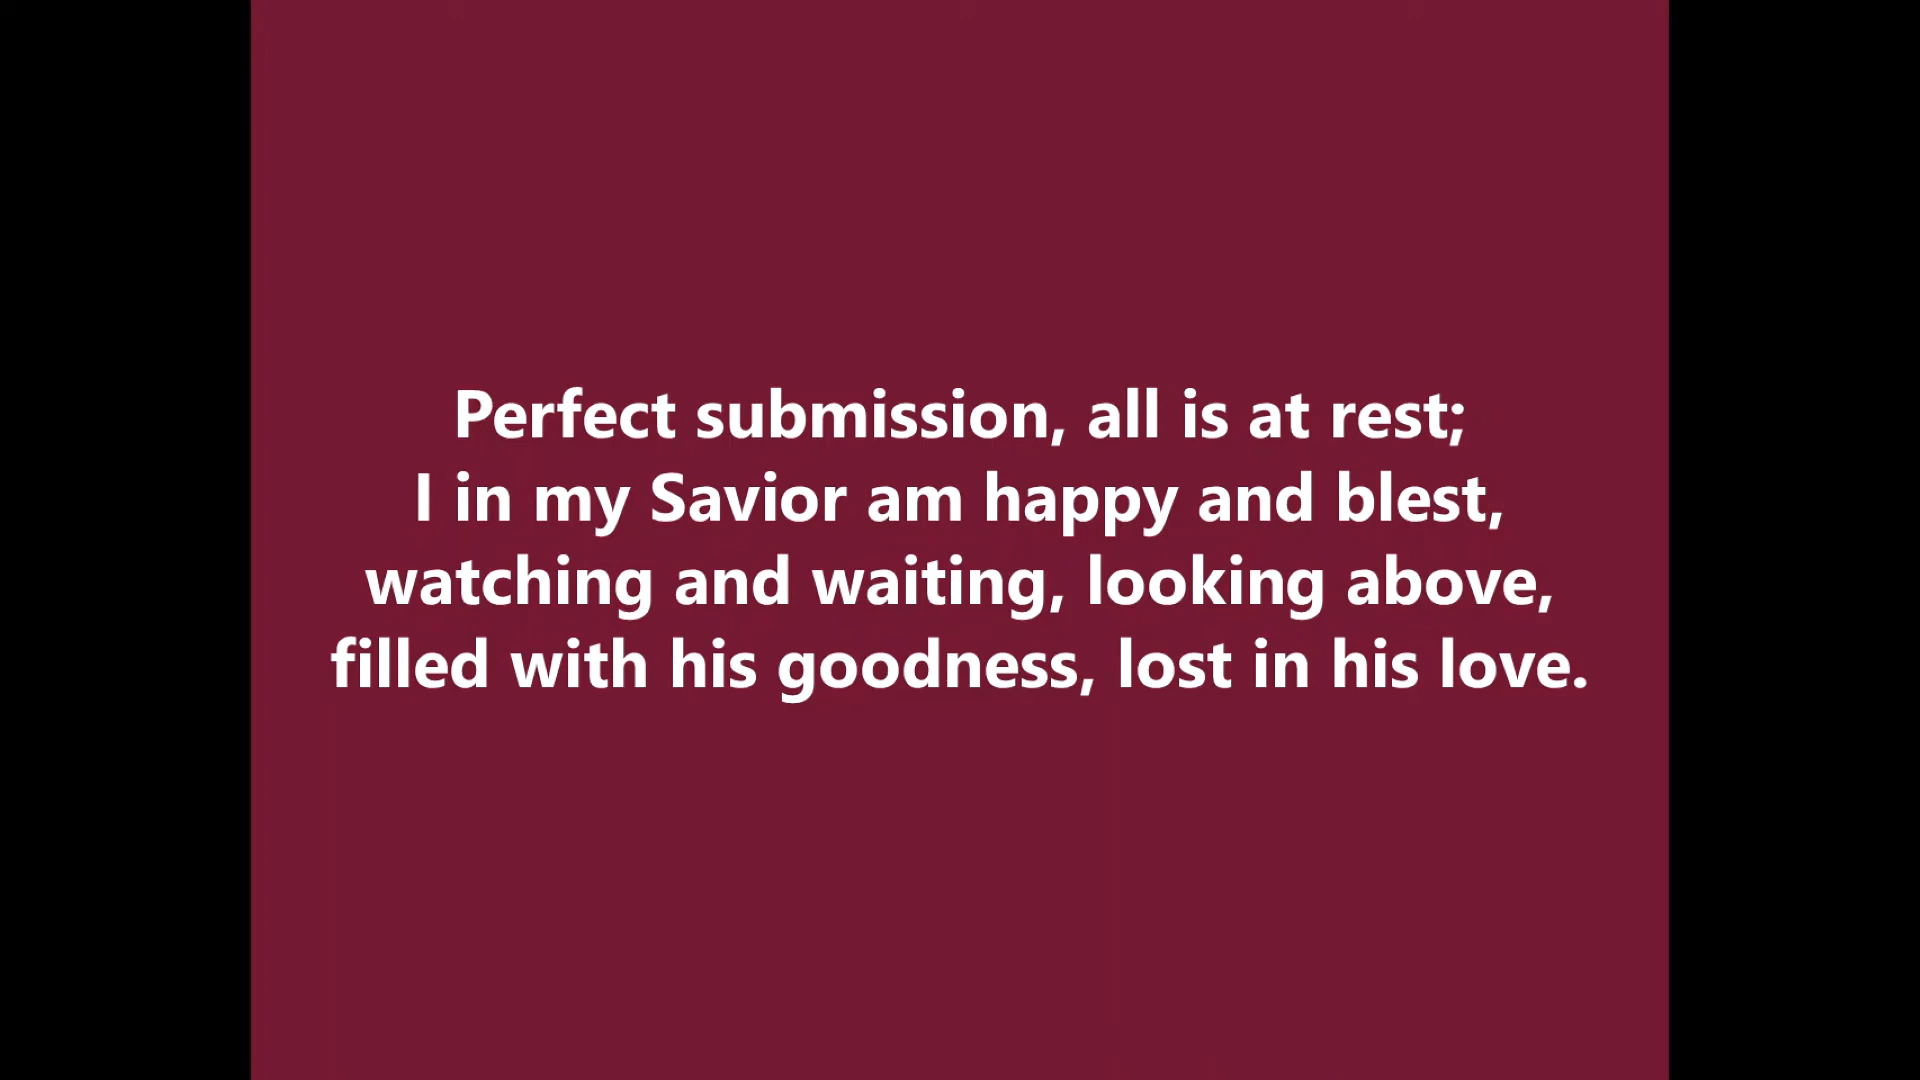 Perfect submission, all is at rest;
I in my Savior am happy and blest,
watching and waiting, looking above,
filled with his goodness, lost in his love.